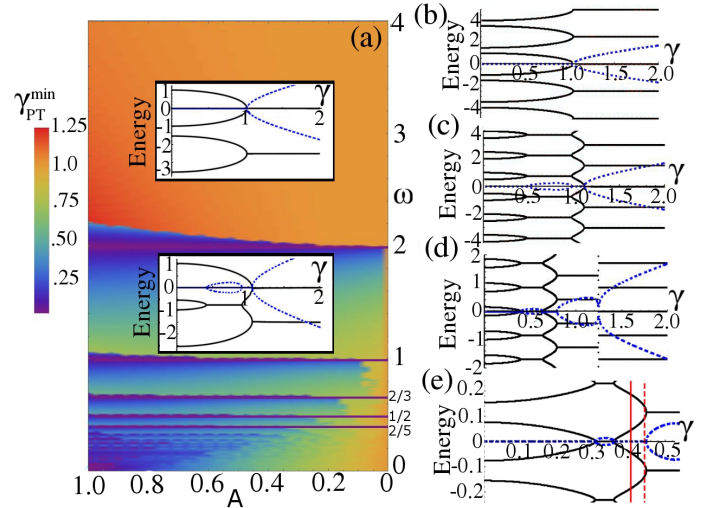 (a)
γ_PT^min
1.25
1.0
.75
.50
.25
4
3
ω
2
1
2/3
1/2
2/5
0
1.0 0.8 0.6 0.4 0.2 0
A
Energy
1
0
-1
-2
-3
γ
1 2
Energy
1
0
-1
-2
γ
1 2
(b)
Energy
4
2
0
-2
-4
γ
0.5 1.0 1.5 2.0
(c)
Energy
4
2
0
-2
-4
γ
0.5 1.0 1.5 2.0
(d)
Energy
2
1
0
-1
-2
γ
0.5 1.0 1.5 2.0
(e)
Energy
0.2
0.1
0
-0.1
-0.2
γ
0.1 0.2 0.3 0.4 0.5